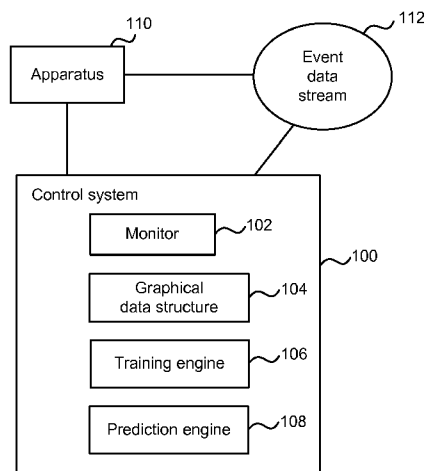 110
112
Apparatus
Event
data
stream
Control system
Monitor
102
100
Graphical
data structure
104
Training engine
106
Prediction engine
108